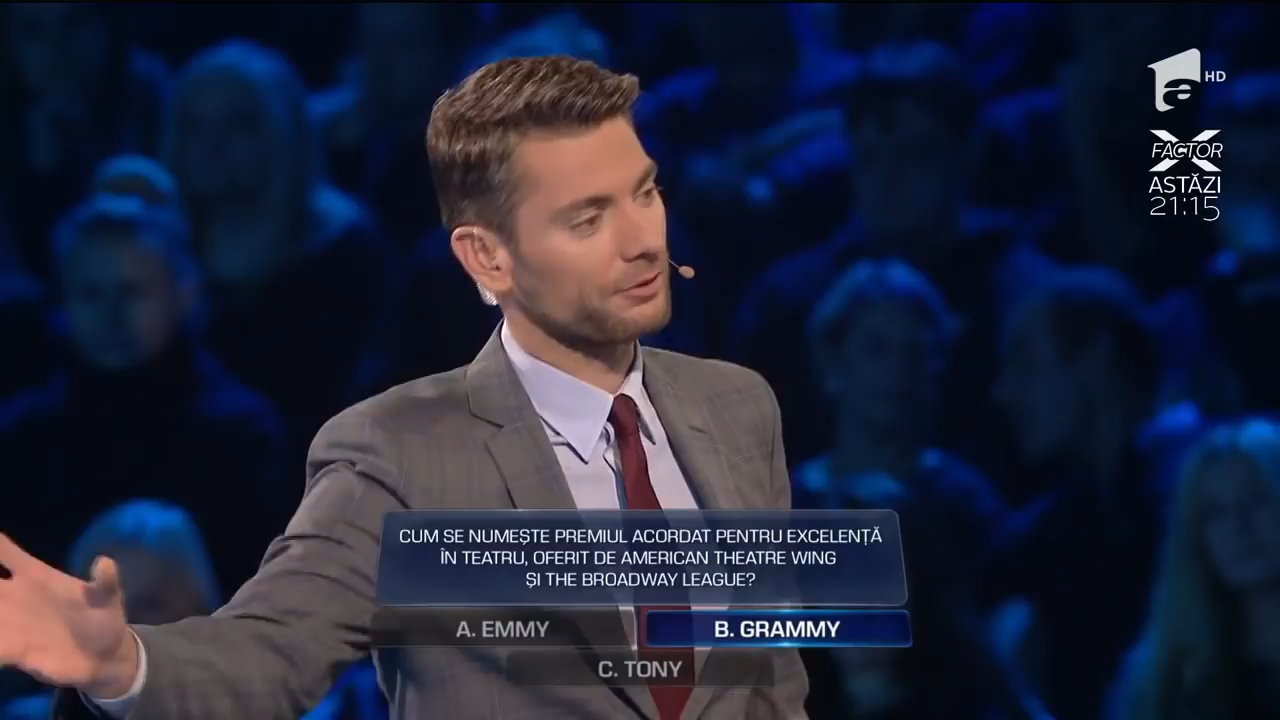 a HD
X FACTOR
ASTĂZI
21:15
CUM SE NUMEȘTE PREMIUL ACORDAT PENTRU EXCELENȚĂ
ÎN TEATRU, OFERIT DE AMERICAN THEATRE WING
ȘI THE BROADWAY LEAGUE?
A. EMMY
B. GRAMMY
C. TONY